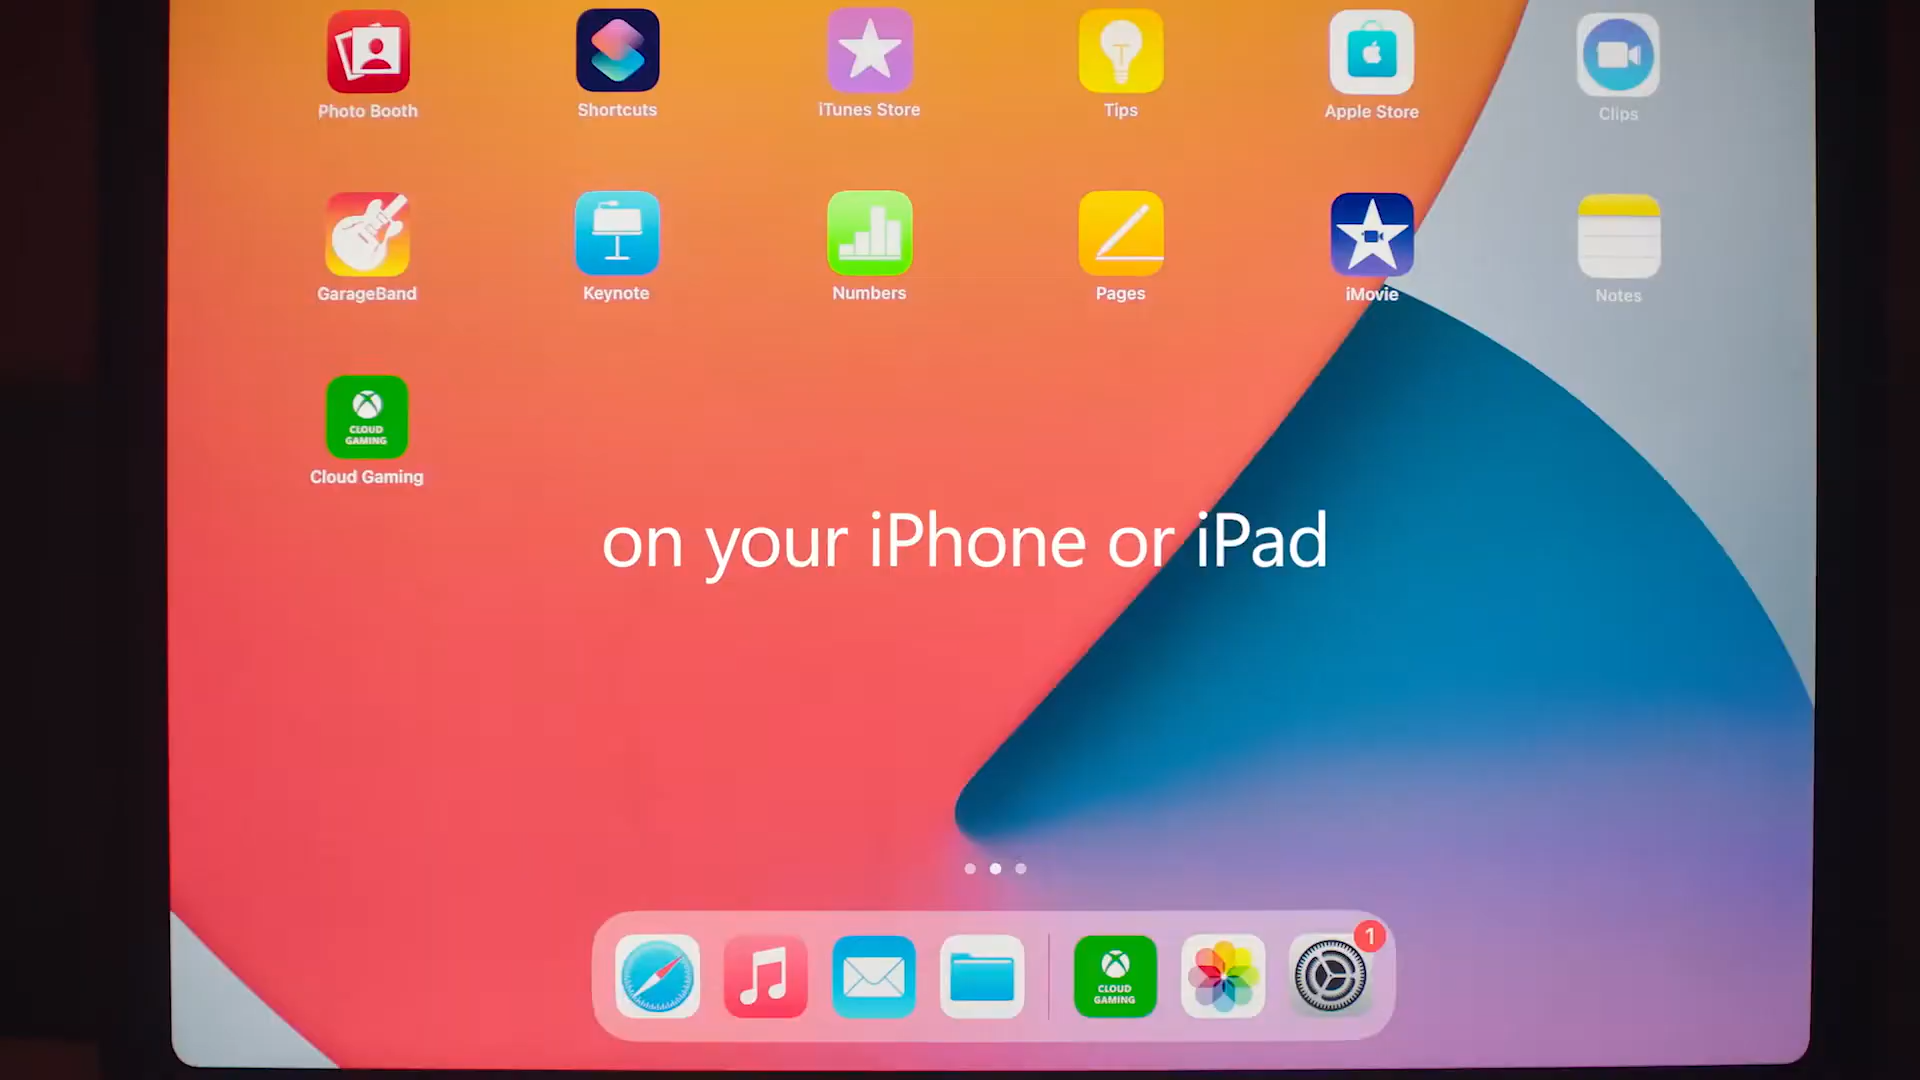 Photo Booth
Shortcuts
iTunes Store
Tips
Apple Store
Clips
GarageBand
Keynote
Numbers
Pages
iMovie
Notes
CLOUD
GAMING
Cloud Gaming
on your iPhone or iPad
CLOUD
GAMING
1